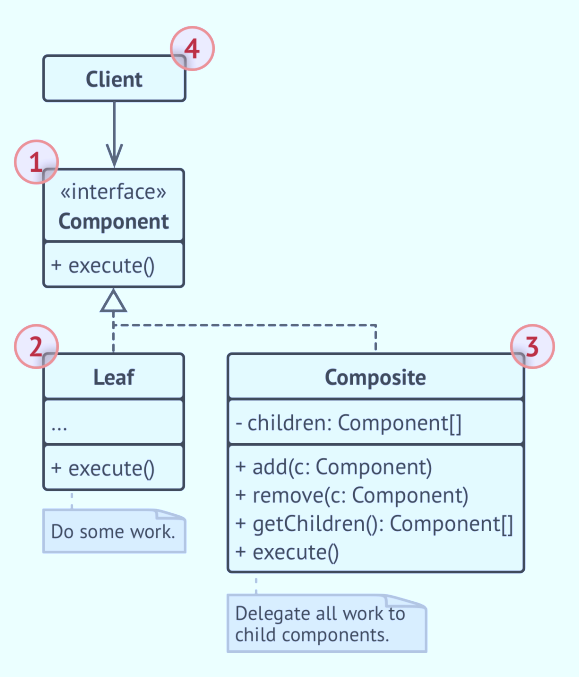 4
Client
1
«interface»
Component
+ execute()
2
Leaf
...
+ execute()
Do some work.
3
Composite
- children: Component[]
+ add(c: Component)
+ remove(c: Component)
+ getChildren(): Component[]
+ execute()
Delegate all work to
child components.